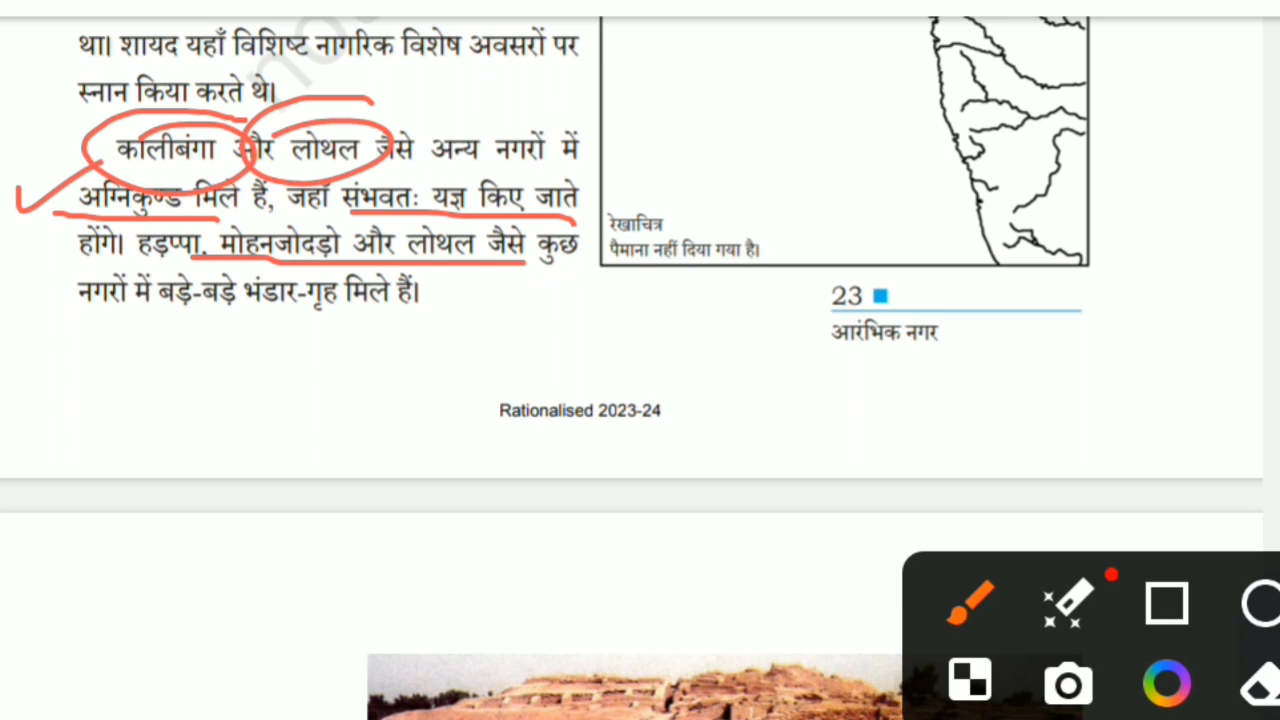 था। शायद यहाँ विशिष्ट नागरिक विशेष अवसरों पर
स्नान किया करते थे।
कालीबंगा और लोथल जैसे अन्य नगरों में
अग्निकुण्ड मिले हैं, जहाँ संभवतः यज्ञ किए जाते
होंगे। हड़प्पा, मोहनजोदड़ो और लोथल जैसे कुछ
नगरों में बड़े-बड़े भंडार-गृह मिले हैं।
रेखाचित्र
पैमाना नहीं दिया गया है।
23
आरंभिक नगर
Rationalised 2023-24